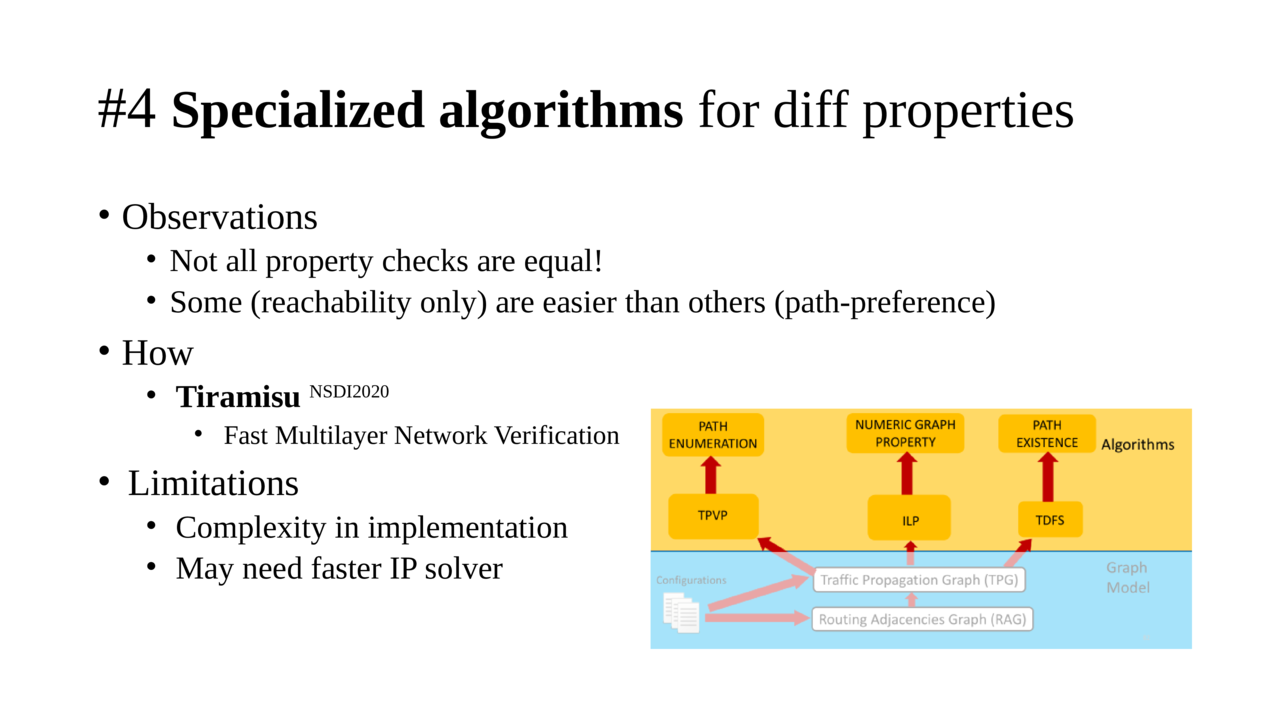 #4 Specialized algorithms for diff properties
• Observations
• Not all property checks are equal!
• Some (reachability only) are easier than others (path-preference)
• How
• Tiramisu NSDI2020
• Fast Multilayer Network Verification
• Limitations
• Complexity in implementation
• May need faster IP solver
PATH
ENUMERATION
NUMERIC GRAPH
PROPERTY
PATH
EXISTENCE
Algorithms
TPVP
ILP
TDFS
Configurations
Traffic Propagation Graph (TPG)
Graph
Model
Routing Adjacencies Graph (RAG)